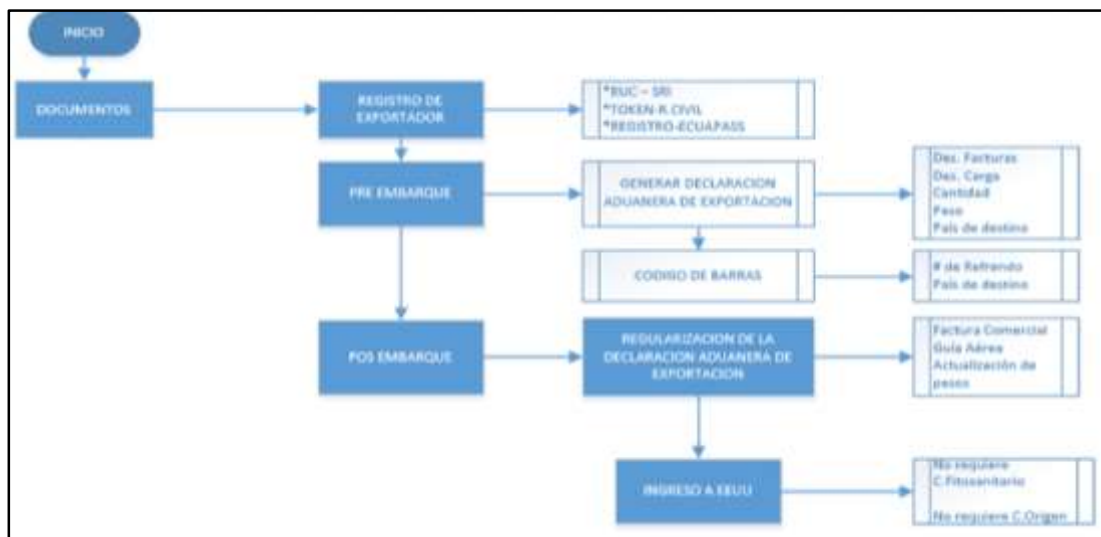 INICIO
DOCUMENTOS
REGISTRO DE
EXPORTADOR
*RUC – SRI
*TOKEN-R.CIVIL
*REGISTRO-ECUAPASS
PRE EMBARQUE
GENERAR DECLARACION
ADUANERA DE EXPORTACION
Des. Facturas
Des. Carga
Cantidad
Peso
País de destino
CODIGO DE BARRAS
# de Refrendo
País de destino
POS EMBARQUE
REGULARIZACION DE LA
DECLARACION ADUANERA DE
EXPORTACION
Factura Comercial
Guía Aérea
Actualización de
pesos
INGRESO A EEUU
No requiere
C.Fitosanitario
No requiere C.Origen